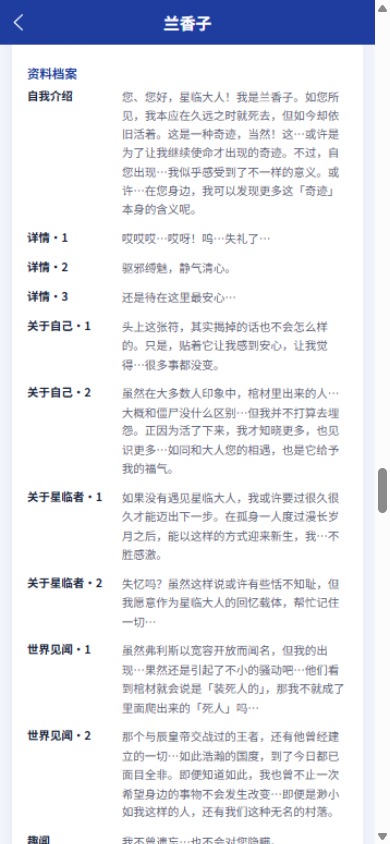 兰香子
资料档案
自我介绍
您、您好，星临大人！我是兰香子。如您所
见，我本应在久远之时就死去，但如今却依
旧活着。这是一种奇迹，当然！这…或许是
为了让我继续使命才出现的奇迹。不过，自
您出现…我似乎感受到了不一样的意义。或
许…在您身边，我可以发现更多这「奇迹」
本身的含义呢。
详情・1
哎哎哎…哎呀！呜…失礼了…
详情・2
驱邪缚魅，静气清心。
详情・3
还是待在这里最安心…
关于自己・1
头上这张符，其实揭掉的话也不会怎么样
的。只是，贴着它让我感到安心，让我觉
得…很多事都没变。
关于自己・2
虽然在大多数人印象中，棺材里出来的人…
大概和僵尸没什么区别…但我并不打算去埋
怨。正因为活了下来，我才知晓更多，也见
识更多…如同和大人您的相遇，也是它给予
我的福气。
关于星临者・1
如果没有遇见星临大人，我或许要过很久很
久才能迈出下一步。在孤身一人度过漫长岁
月之后，能以这样的方式迎来新生，我…不
胜感激。
关于星临者・2
失忆吗？虽然这样说或许有些恬不知耻，但
我愿意作为星临大人的回忆载体，帮忙记住
一切…
世界见闻・1
虽然弗利斯以宽容开放而闻名，但我的出
现…果然还是引起了不小的骚动吧…他们看
到棺材就会说是「装死人的」，那我不就成了
里面爬出来的「死人」吗…
世界见闻・2
那个与辰皇帝交战过的王者，还有他曾经建
立的一切…如此浩瀚的国度，到了今日都已
面目全非。即便知道如此，我也曾不止一次
希望身边的事物不会发生改变…即便是渺小
如我这样的人，还有我们这种无名的村落。
趣闻
我不曾遗忘…也不会对您隐瞒。